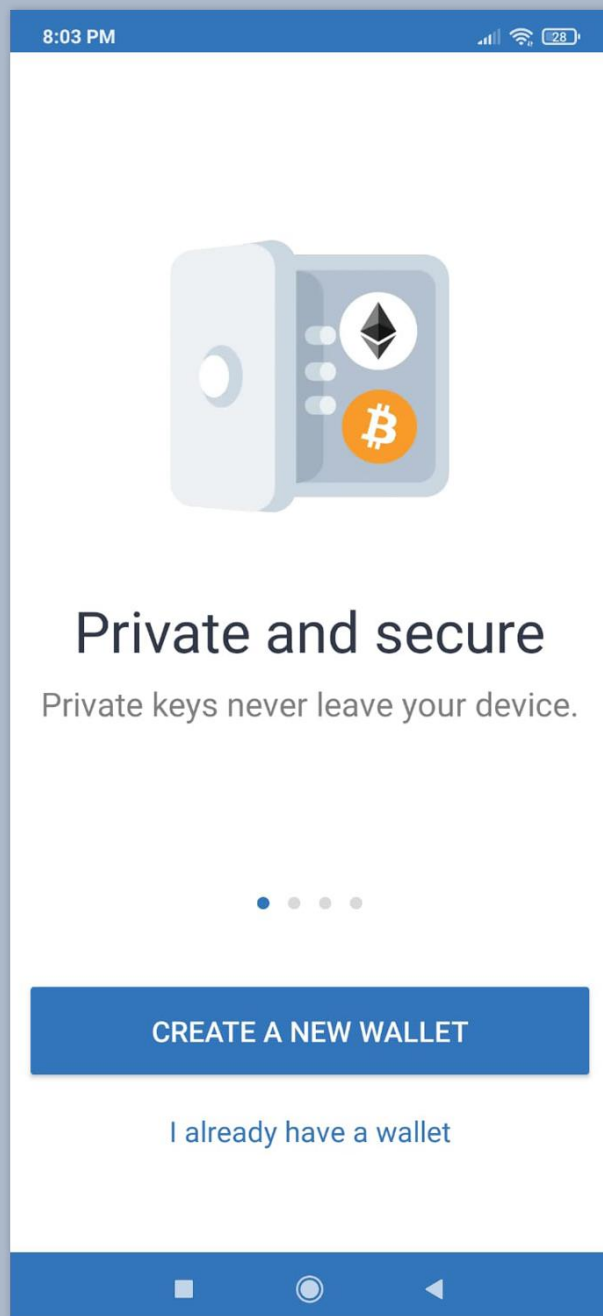 8:03 PM
28
Private and secure
Private keys never leave your device.
CREATE A NEW WALLET
I already have a wallet